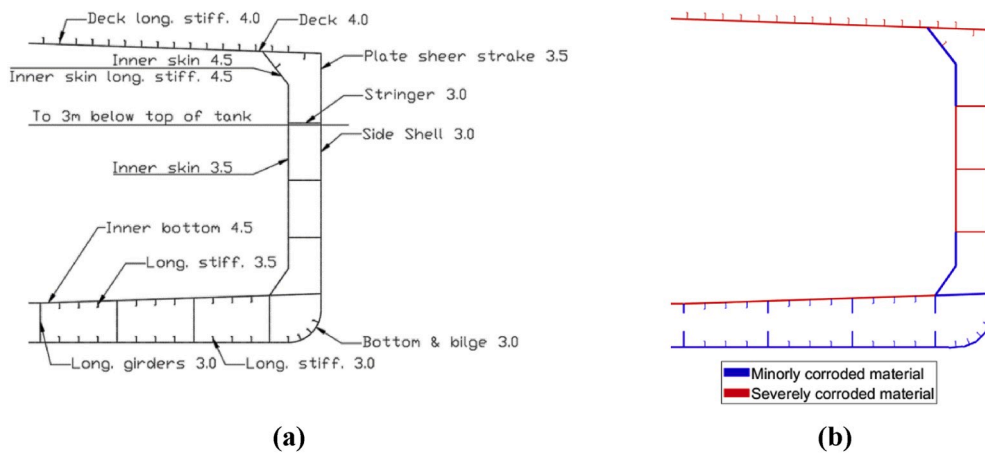 Deck long. stiff. 4.0
Deck 4.0
Inner skin 4.5
Inner skin long. stiff. 4.5
Plate sheer strake 3.5
Stringer 3.0
To 3m below top of tank
Side Shell 3.0
Inner skin 3.5
Inner bottom 4.5
Long. stiff. 3.5
Bottom & bilge 3.0
Long. girders 3.0
Long. stiff. 3.0
Minorly corroded material
Severely corroded material
(a)
(b)